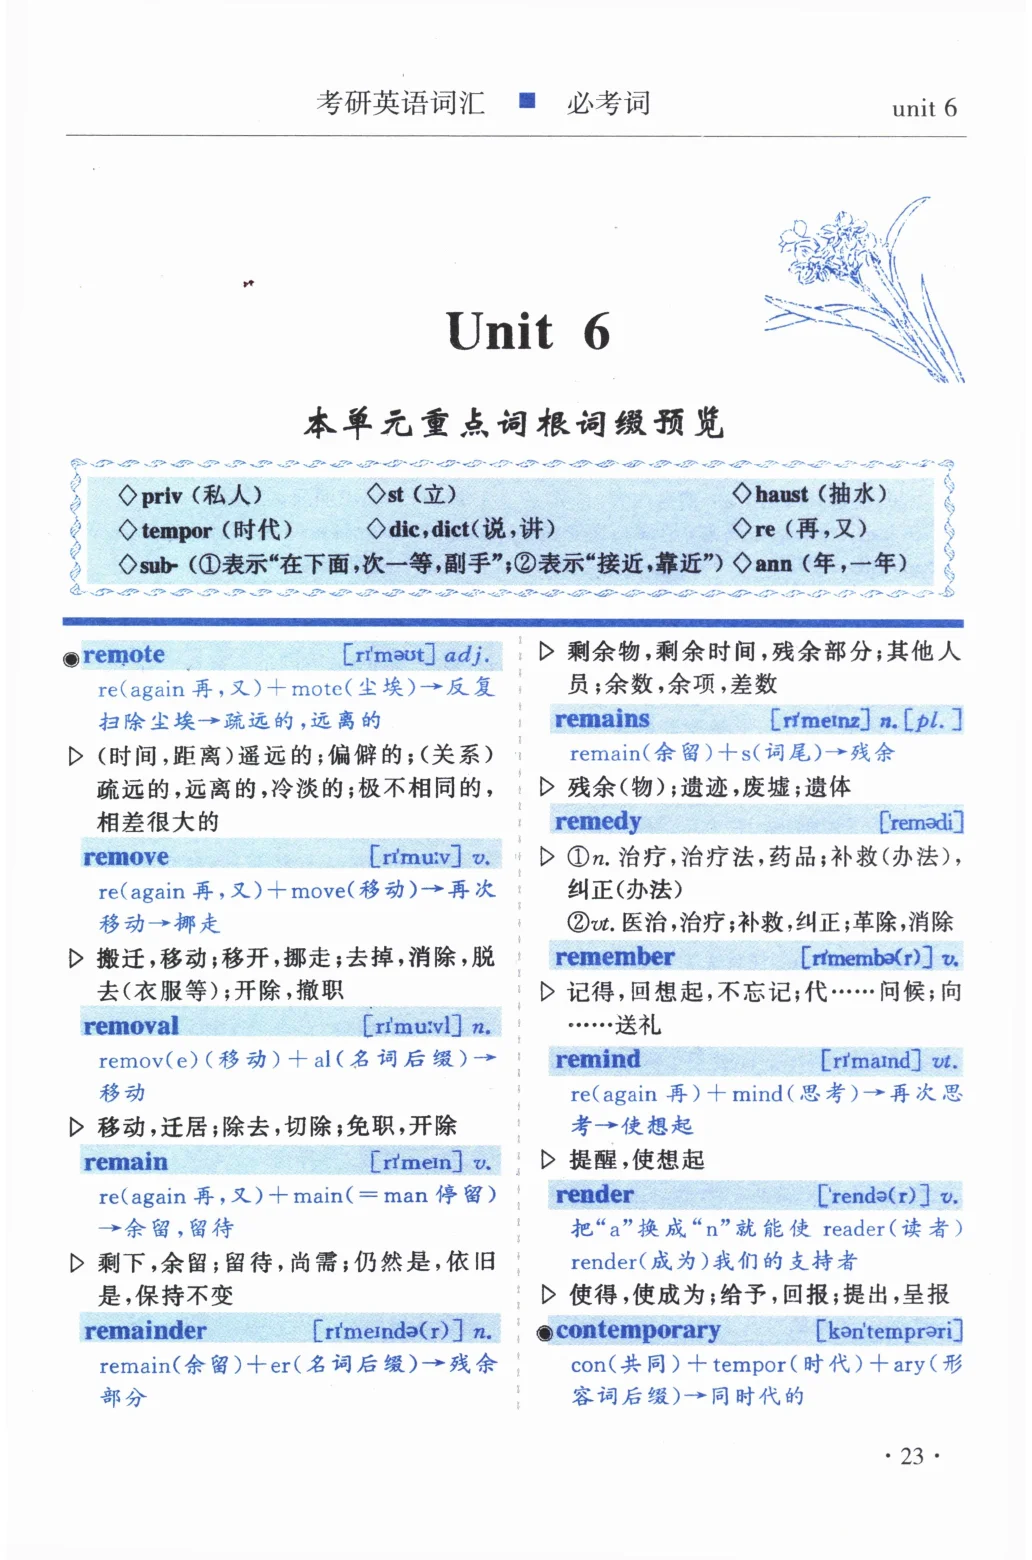 考研英语词汇 ■ 必考词 unit 6
Unit 6
本单元重点词根词缀预览
◇priv（私人） ◇st（立） ◇haust（抽水）
◇tempor（时代） ◇dic,dict(说,讲） ◇re（再,又）
◇sub-（①表示“在下面,次一等,副手”;②表示“接近,靠近”）◇ann（年,一年）
◉remote [rɪ'məʊt] adj.
re(again 再,又)＋mote(尘埃)→反复
扫除尘埃→疏远的,远离的
▷ (时间,距离)遥远的;偏僻的;(关系)
疏远的,远离的,冷淡的;极不相同的,
相差很大的
remove [rɪ'muːv] v.
re(again 再,又)＋move(移动)→再次
移动→挪走
▷ 搬迁,移动;移开,挪走;去掉,消除,脱
去(衣服等);开除,撤职
removal [rɪ'muːvl] n.
remov(e)(移动)＋al(名词后缀)→
移动
▷ 移动,迁居;除去,切除;免职,开除
remain [rɪ'meɪn] v.
re(again 再,又)＋main(＝man 停留)
→余留,留待
▷ 剩下,余留;留待,尚需;仍然是,依旧
是,保持不变
remainder [rɪ'meɪndə(r)] n.
remain(余留)＋er(名词后缀)→残余
部分
▷ 剩余物,剩余时间,残余部分;其他人
员;余数,余项,差数
remains [rɪ'meɪnz] n.[pl.]
remain(余留)＋s(词尾)→残余
▷ 残余(物);遗迹,废墟;遗体
remedy ['remədi]
▷ ①n. 治疗,治疗法,药品;补救(办法),
纠正(办法)
②vt. 医治,治疗;补救,纠正;革除,消除
remember [rɪ'membə(r)] v.
▷ 记得,回想起,不忘记;代……问候;向
……送礼
remind [rɪ'maɪnd] vt.
re(again 再)＋mind(思考)→再次思
考→使想起
▷ 提醒,使想起
render ['rendə(r)] v.
把“a”换成“n”就能使 reader(读者)
render(成为)我们的支持者
▷ 使得,使成为;给予,回报;提出,呈报
◉contemporary [kən'temprəri]
con(共同)＋tempor(时代)＋ary(形
容词后缀)→同时代的
· 23 ·